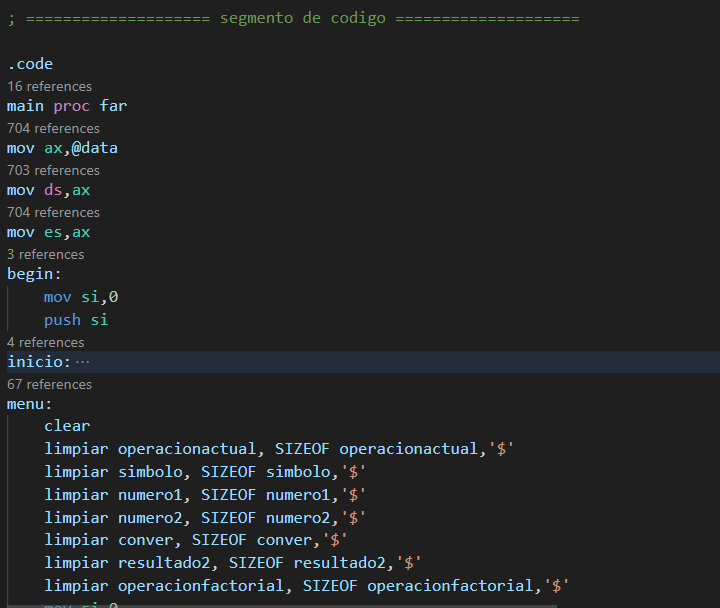 ; ==================== segmento de codigo ====================
.code
16 references
main proc far
704 references
mov ax,@data
703 references
mov ds,ax
704 references
mov es,ax
3 references
begin:
mov si,0
push si
4 references
inicio: ···
67 references
menu:
clear
limpiar operacionactual, SIZEOF operacionactual,'$'
limpiar simbolo, SIZEOF simbolo,'$'
limpiar numero1, SIZEOF numero1,'$'
limpiar numero2, SIZEOF numero2,'$'
limpiar conver, SIZEOF conver,'$'
limpiar resultado2, SIZEOF resultado2,'$'
limpiar operacionfactorial, SIZEOF operacionfactorial,'$'
mov si,0